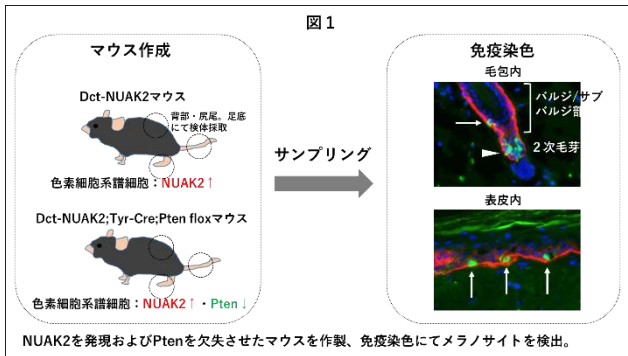 図1
マウス作成
Dct-NUAK2マウス
背部・尻尾。足底
にて検体採取
色素細胞系譜細胞：NUAK2↑
Dct-NUAK2;Tyr-Cre;Pten floxマウス
色素細胞系譜細胞：NUAK2↑・Pten↓
サンプリング
免疫染色
毛包内
バルジ/サブ
バルジ部
2次毛芽
表皮内
NUAK2を発現およびPtenを欠失させたマウスを作製、免疫染色にてメラノサイトを検出。